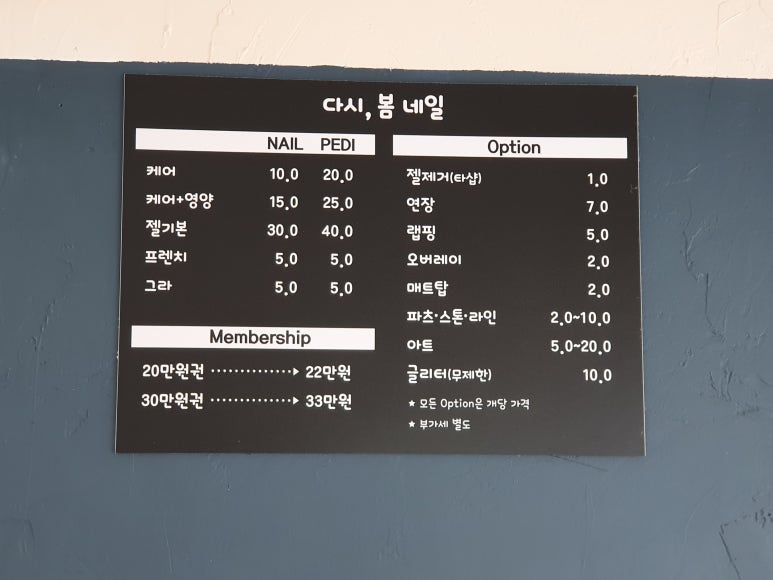 다시, 봄 네일
NAIL PEDI
케어 10.0 20.0
케어+영양 15.0 25.0
젤기본 30.0 40.0
프렌치 5.0 5.0
그라 5.0 5.0
Membership
20만원권 ··············▶ 22만원
30만원권 ··············▶ 33만원
Option
젤제거(타샵) 1.0
연장 7.0
랩핑 5.0
오버레이 2.0
매트탑 2.0
파츠·스톤·라인 2.0~10.0
아트 5.0~20.0
글리터(무제한) 10.0
★ 모든 Option은 개당 가격
★ 부가세 별도